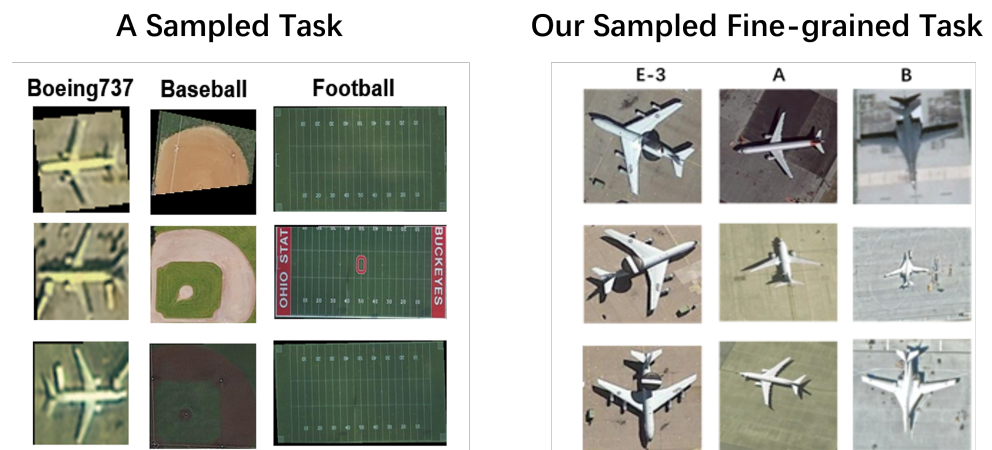 A Sampled Task
Our Sampled Fine-grained Task
Boeing737
Baseball
Football
E-3
A
B
OHIO STAT
BUCKEYES